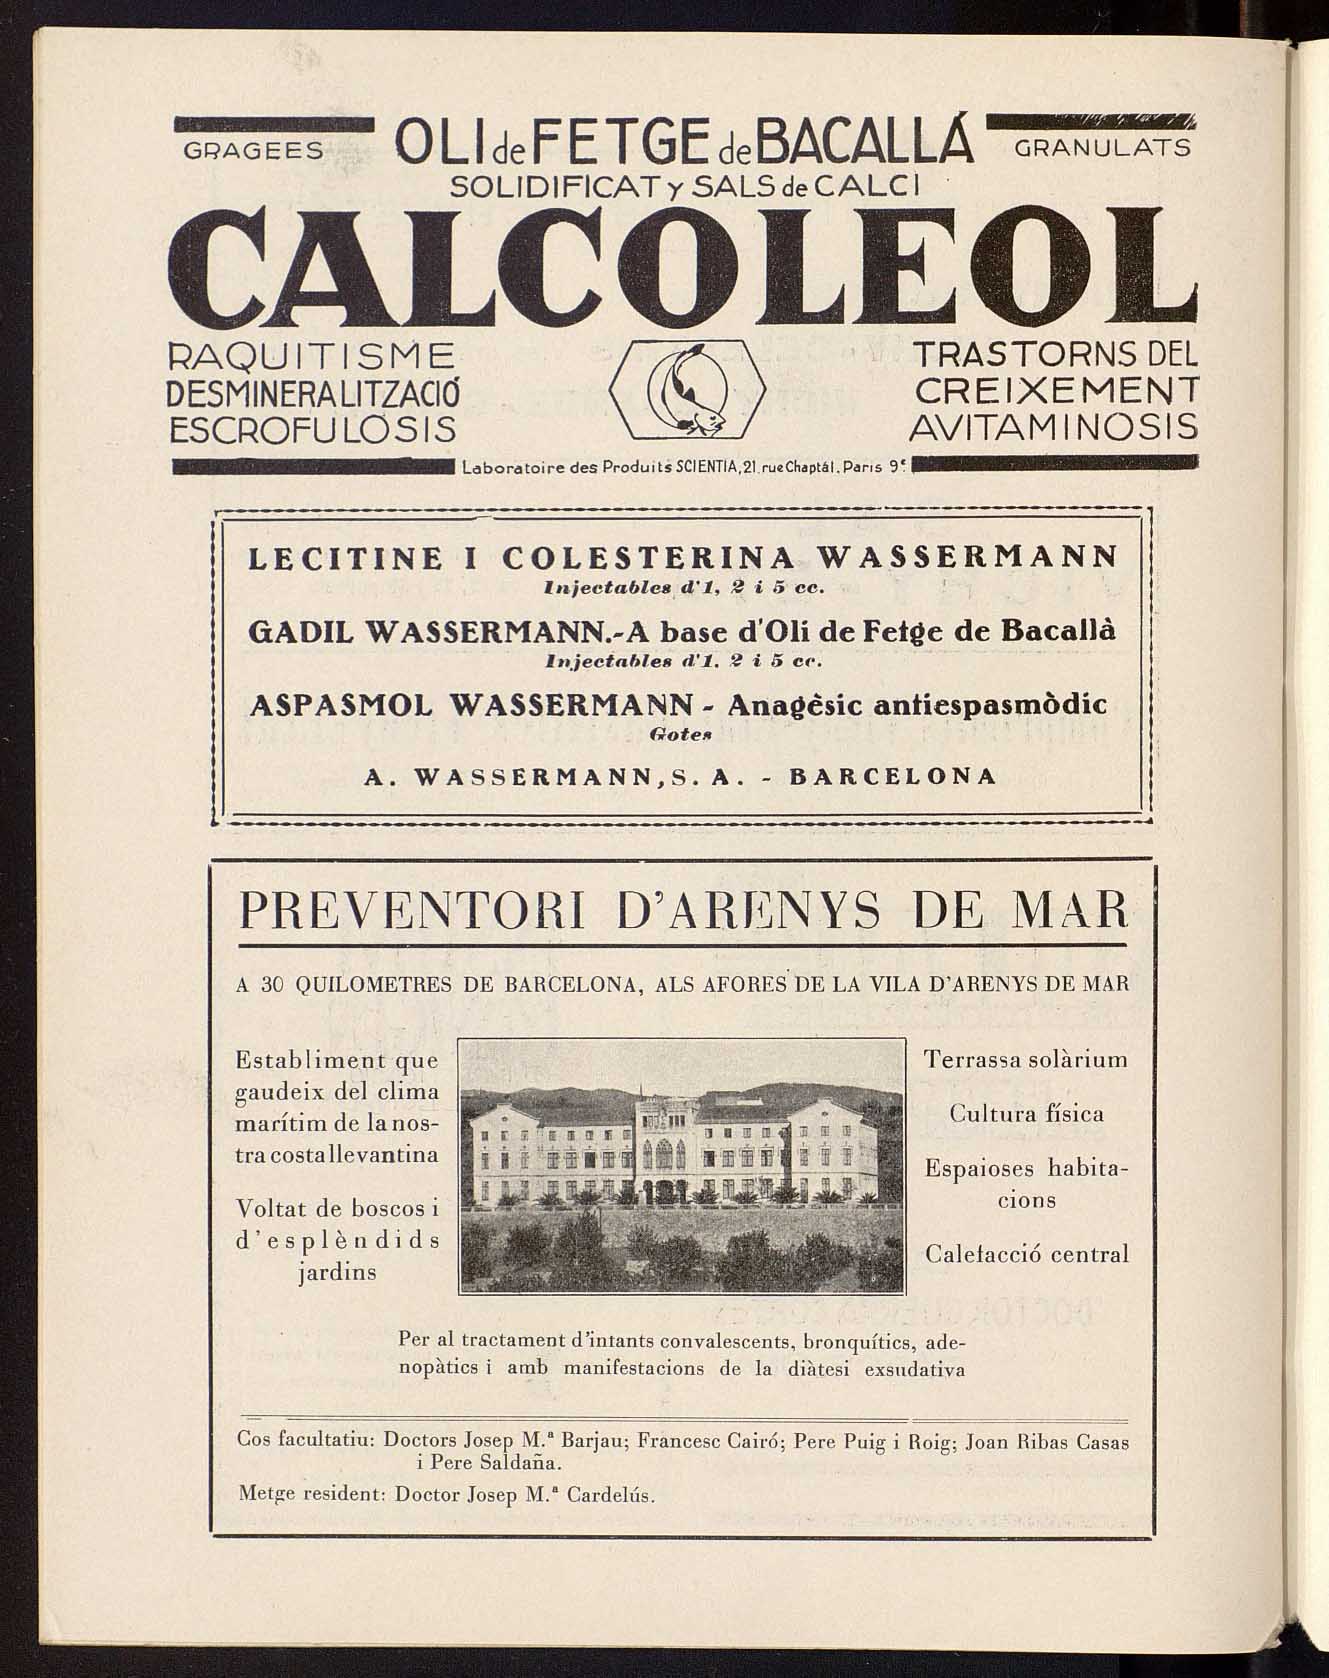 GRAGEES
OLI de FETGE de BACALLÁ
GRANULATS
SOLIDIFICAT y SALS de CALCI
CALCOLEOL
RAQUITISME
DESMINERALITZACIÓ
ESCROFULOSIS
TRASTORNS DEL
CREIXEMENT
AVITAMINOSIS
Laboratoire des Produits SCIENTIA, 21. rue Chaptál. Paris 9e.
LECITINE I COLESTERINA WASSERMANN
Injectables d'1, 2 i 5 cc.
GADIL WASSERMANN.-A base d'Oli de Fetge de Bacallà
Injectables d'1. 2 i 5 cc.
ASPASMOL WASSERMANN - Anagèsic antiespasmòdic
Gotes
A. WASSERMANN, S. A. - BARCELONA
PREVENTORI D'ARENYS DE MAR
A 30 QUILOMETRES DE BARCELONA, ALS AFORES DE LA VILA D'ARENYS DE MAR
Establiment que
gaudeix del clima
marítim de la nos-
tra costa llevantina
Voltat de boscos i
d'esplèndids
jardins
Terrassa solàrium
Cultura física
Espaioses habita-
cions
Calefacció central
Per al tractament d'infants convalescents, bronquítics, ade-
nopàtics i amb manifestacions de la diàtesi exsudativa
Cos facultatiu: Doctors Josep M.ª Barjau; Francesc Cairó; Pere Puig i Roig; Joan Ribas Casas
i Pere Saldaña.
Metge resident: Doctor Josep M.ª Cardelús.